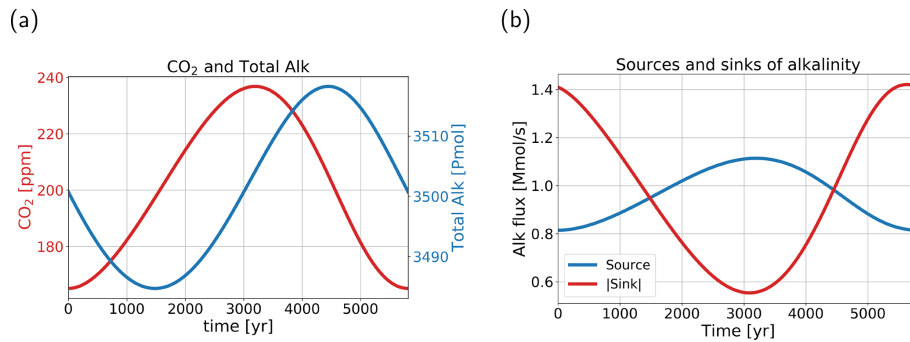 (a)
CO2 and Total Alk
240
220
200
180
CO2 [ppm]
3510
3500
3490
Total Alk [Pmol]
0 1000 2000 3000 4000 5000
time [yr]
(b)
Sources and sinks of alkalinity
1.4
1.2
1.0
0.8
0.6
Alk flux [Mmol/s]
Source
|Sink|
0 1000 2000 3000 4000 5000
Time [yr]